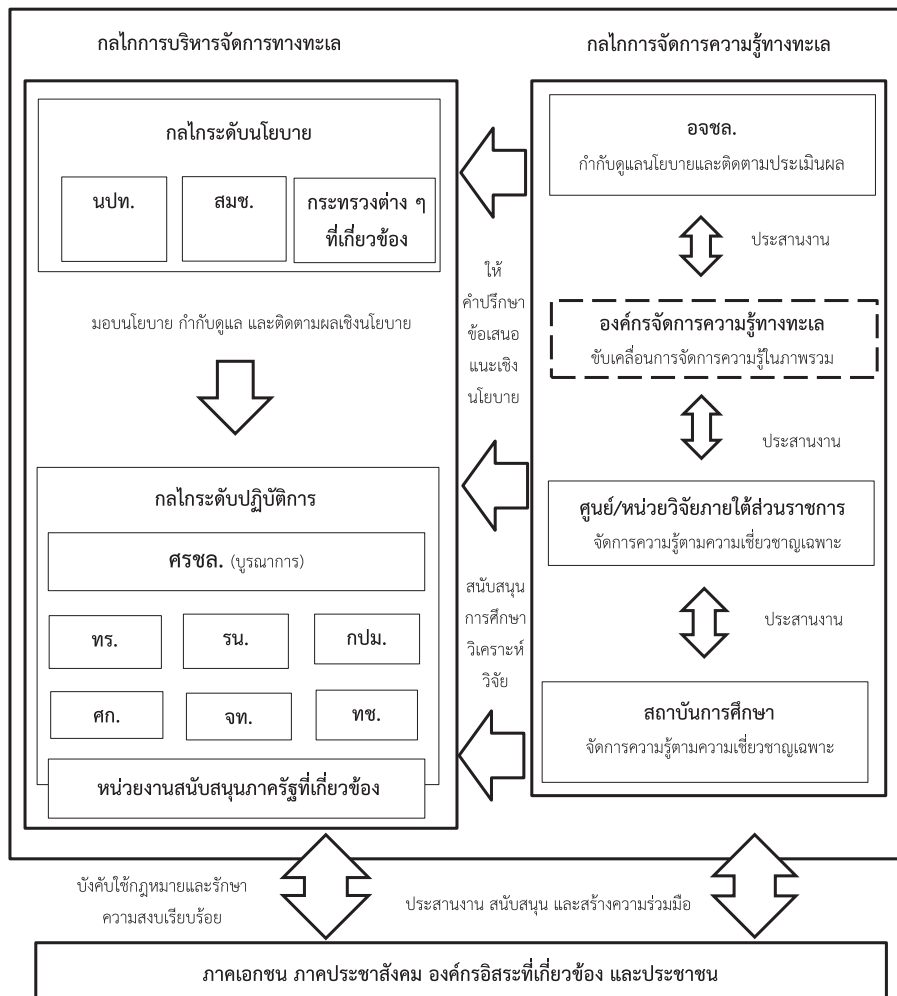 กลไกการบริหารจัดการทางทะเล
กลไกระดับนโยบาย
นปท.
สมช.
กระทรวงต่าง ๆ
ที่เกี่ยวข้อง
มอบนโยบาย กำกับดูแล และติดตามผลเชิงนโยบาย
กลไกระดับปฏิบัติการ
ศรชล. (บูรณาการ)
ทร.
รน.
กปม.
ศก.
จท.
ทช.
หน่วยงานสนับสนุนภาครัฐที่เกี่ยวข้อง
ให้
คำปรึกษา
ข้อเสนอ
แนะเชิง
นโยบาย
สนับสนุน
การศึกษา
วิเคราะห์
วิจัย
กลไกการจัดการความรู้ทางทะเล
อจชล.
กำกับดูแลนโยบายและติดตามประเมินผล
ประสานงาน
องค์กรจัดการความรู้ทางทะเล
ขับเคลื่อนการจัดการความรู้ในภาพรวม
ประสานงาน
ศูนย์/หน่วยวิจัยภายใต้ส่วนราชการ
จัดการความรู้ตามความเชี่ยวชาญเฉพาะ
ประสานงาน
สถาบันการศึกษา
จัดการความรู้ตามความเชี่ยวชาญเฉพาะ
บังคับใช้กฎหมายและรักษา
ความสงบเรียบร้อย
ประสานงาน สนับสนุน และสร้างความร่วมมือ
ภาคเอกชน ภาคประชาสังคม องค์กรอิสระที่เกี่ยวข้อง และประชาชน